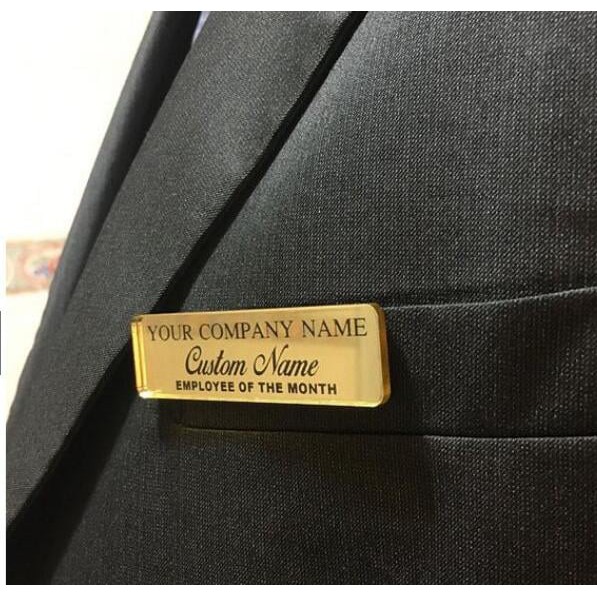 YOUR COMPANY NAME
Custom Name
EMPLOYEE OF THE MONTH